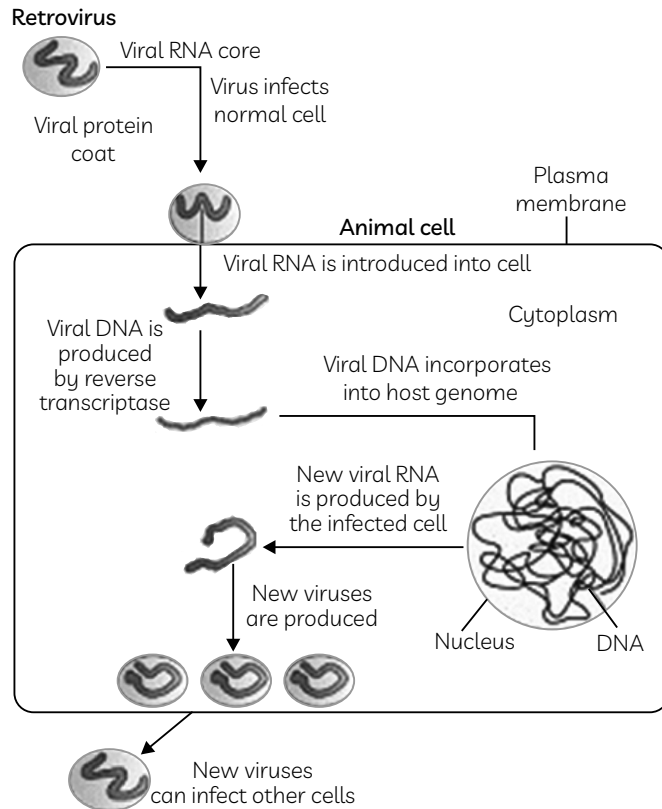 Retrovirus
Viral RNA core
Virus infects
normal cell
Viral protein
coat
Plasma
membrane
Animal cell
Viral RNA is introduced into cell
Cytoplasm
Viral DNA is
produced
by reverse
transcriptase
Viral DNA incorporates
into host genome
New viral RNA
is produced by
the infected cell
New viruses
are produced
Nucleus
DNA
New viruses
can infect other cells